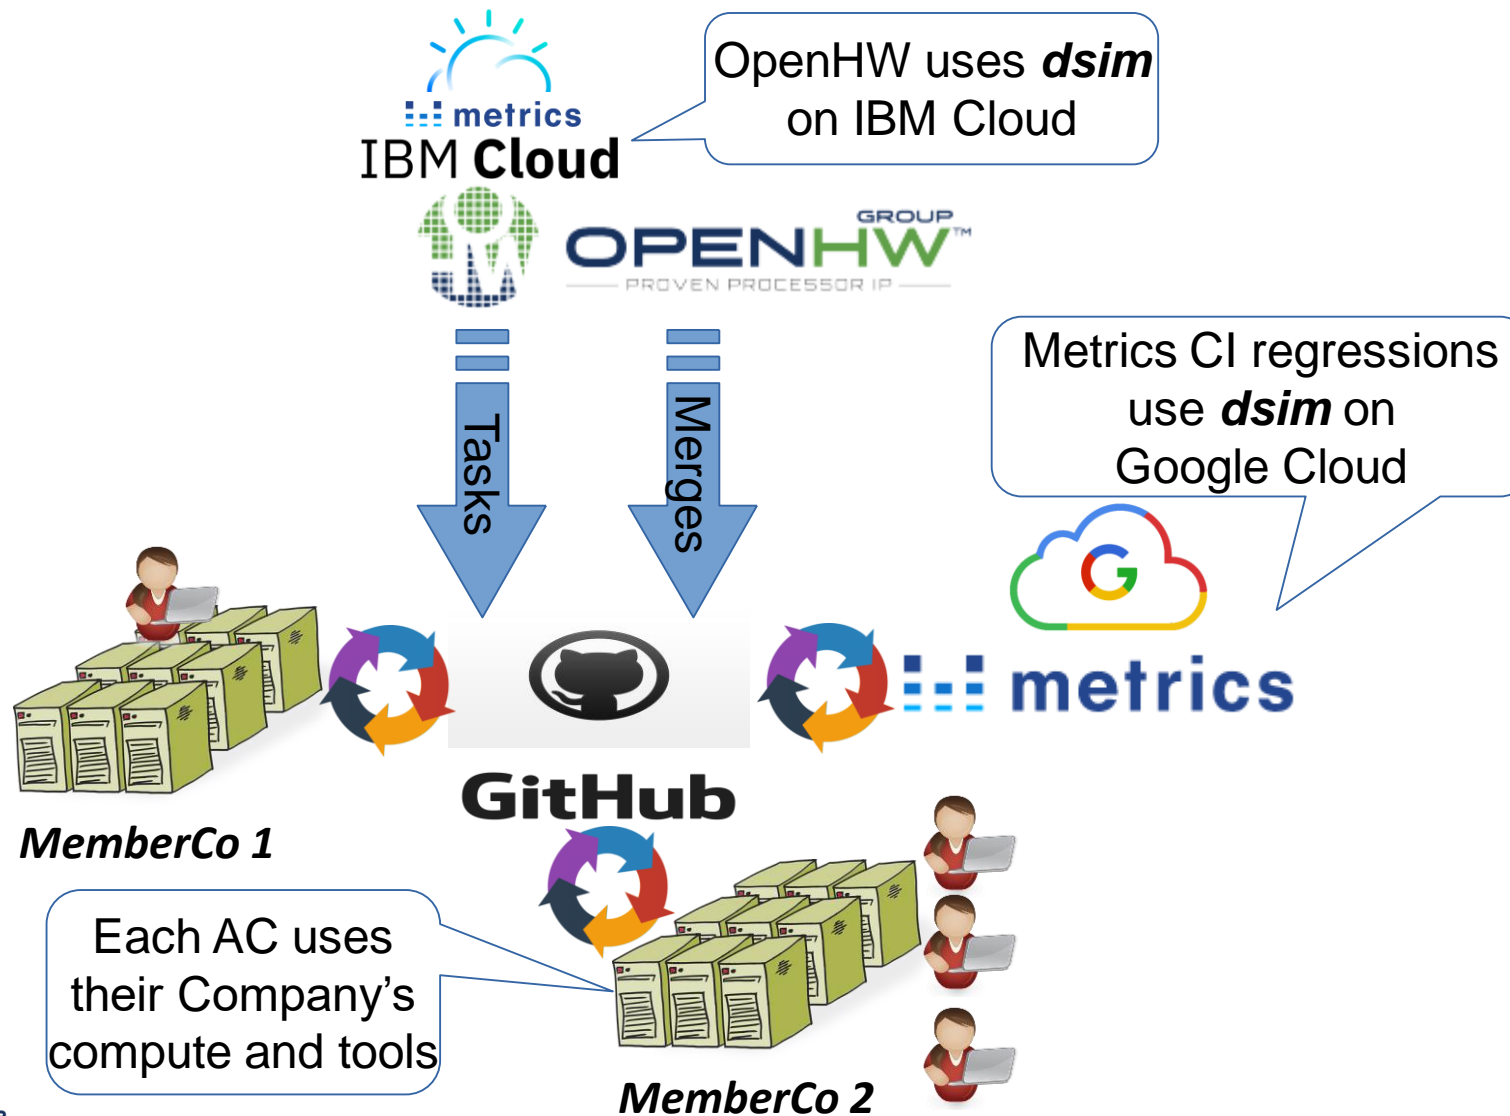 metrics
IBM Cloud
OpenHW uses dsim
on IBM Cloud
GROUP
OPENHW™
PROVEN PROCESSOR IP
Tasks
Merges
Metrics CI regressions
use dsim on
Google Cloud
G
metrics
GitHub
MemberCo 1
Each AC uses
their Company’s
compute and tools
MemberCo 2